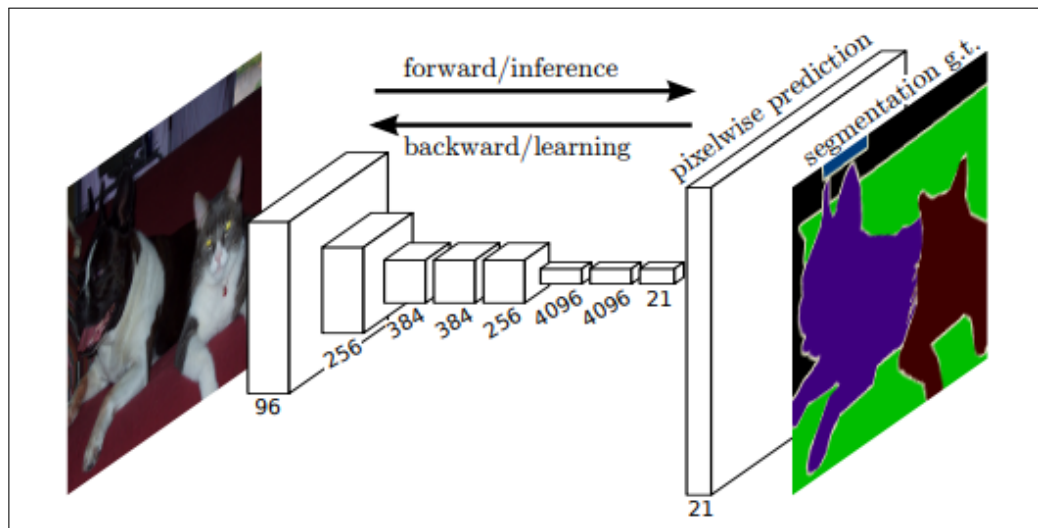 forward/inference
backward/learning
pixelwise prediction
segmentation g.t.
96
256
384
384
256
4096
4096
21
21